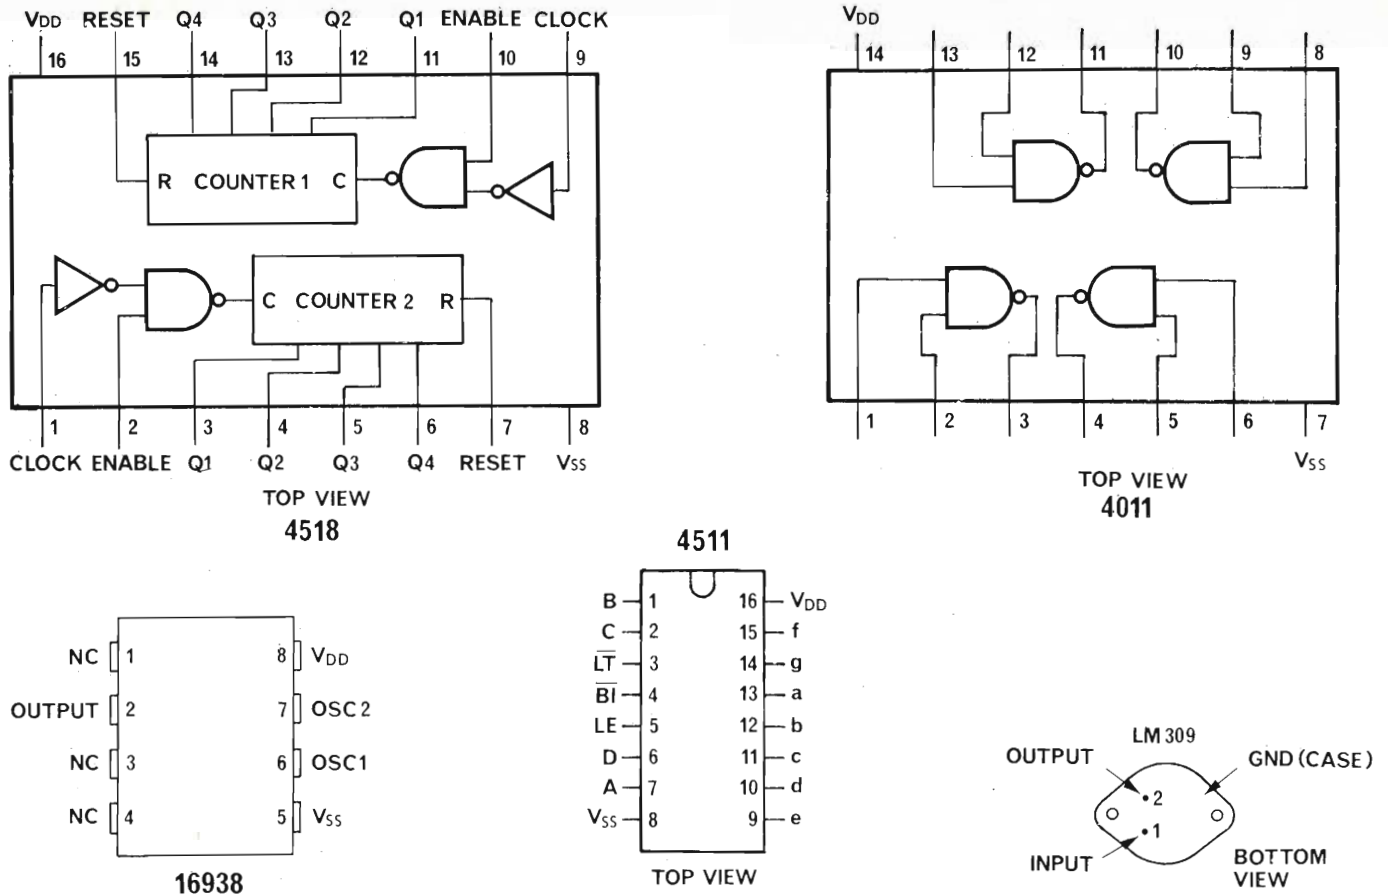 VDD RESET Q4 Q3 Q2 Q1 ENABLE CLOCK
16 15 14 13 12 11 10 9
R COUNTER 1 C
C COUNTER 2 R
1 2 3 4 5 6 7 8
CLOCK ENABLE Q1 Q2 Q3 Q4 RESET VSS
TOP VIEW
4518
VDD
14 13 12 11 10 9 8
1 2 3 4 5 6 7
VSS
TOP VIEW
4011
NC 1 8 VDD
OUTPUT 2 7 OSC2
NC 3 6 OSC1
NC 4 5 VSS
16938
4511
B 1 16 VDD
C 2 15 f
L̅T̅ 3 14 g
B̅I̅ 4 13 a
LE 5 12 b
D 6 11 c
A 7 10 d
VSS 8 9 e
TOP VIEW
LM 309
OUTPUT GND (CASE)
2
1
INPUT
BOTTOM
VIEW